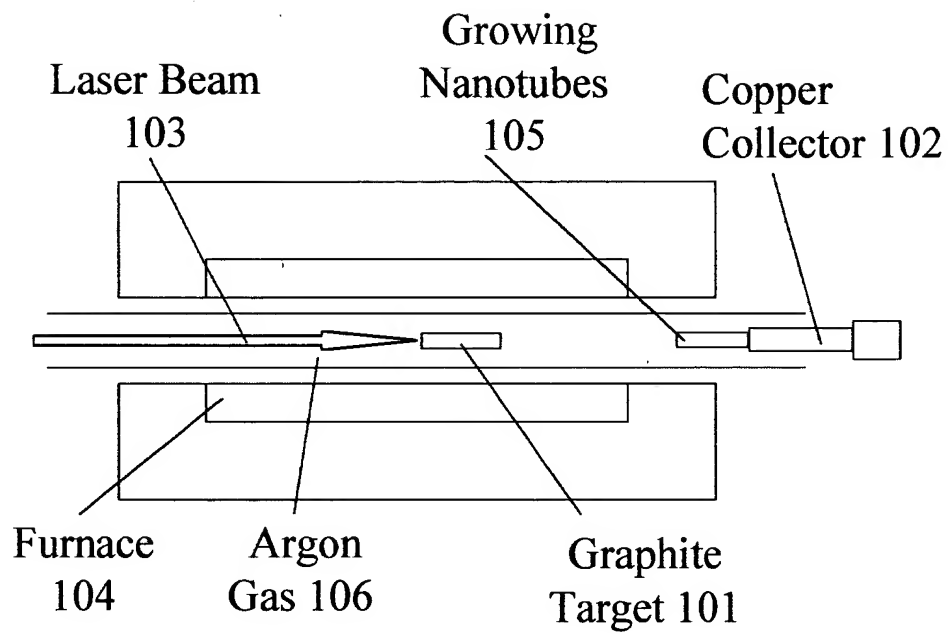 Growing
Nanotubes
105
Laser Beam
103
Copper
Collector 102
Furnace
104
Argon
Gas 106
Graphite
Target 101